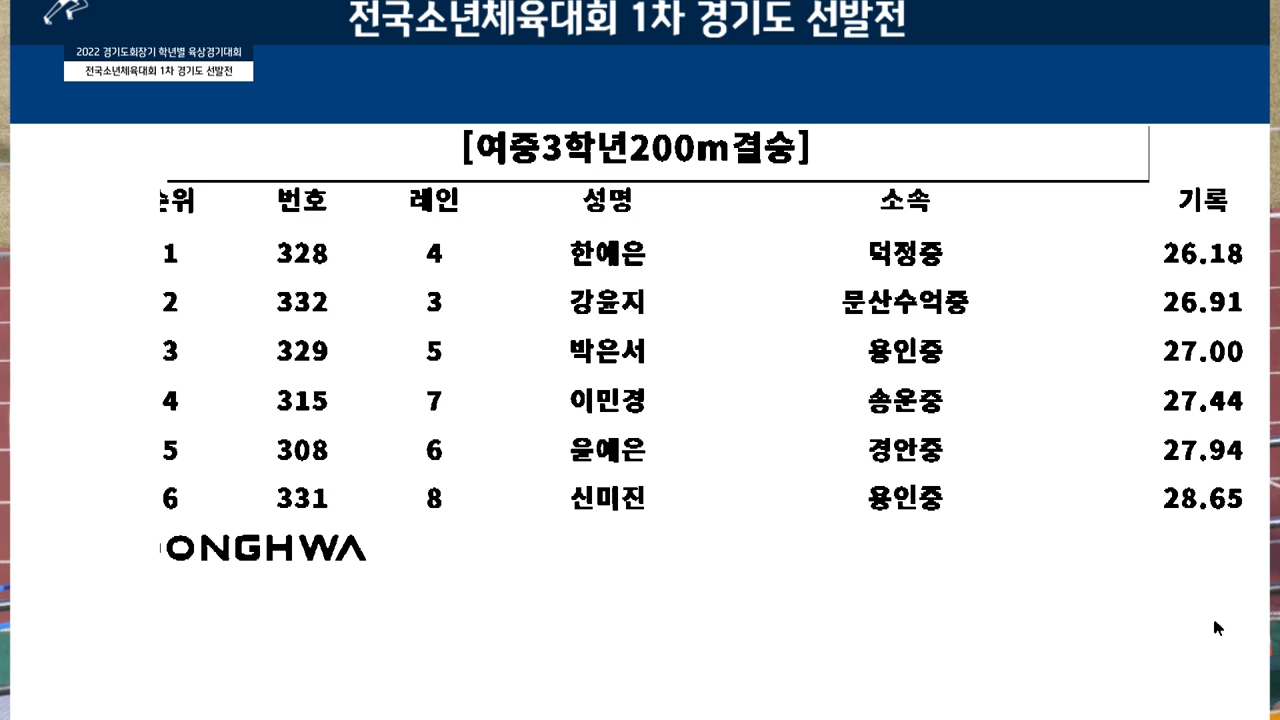 전국소년체육대회 1차 경기도 선발전
2022 경기도회장기 학년별 육상경기대회
전국소년체육대회 1차 경기도 선발전
[여중3학년200m결승]
순위 번호 레인 성명 소속 기록
1 328 4 한예은 덕정중 26.18
2 332 3 강윤지 문산수억중 26.91
3 329 5 박은서 용인중 27.00
4 315 7 이민경 송운중 27.44
5 308 6 윤예은 경안중 27.94
6 331 8 신미진 용인중 28.65
DONGHWA